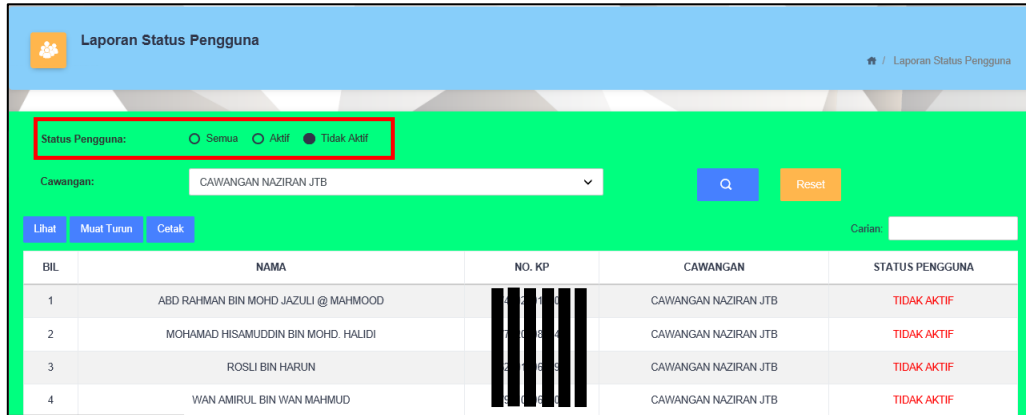 Laporan Status Pengguna
/ Laporan Status Pengguna
Status Pengguna: Semua Aktif Tidak Aktif
Cawangan: CAWANGAN NAZIRAN JTB Reset
Lihat Muat Turun Cetak Carian:
BIL NAMA NO. KP CAWANGAN STATUS PENGGUNA
1 ABD RAHMAN BIN MOHD JAZULI @ MAHMOOD CAWANGAN NAZIRAN JTB TIDAK AKTIF
2 MOHAMAD HISAMUDDIN BIN MOHD. HALIDI CAWANGAN NAZIRAN JTB TIDAK AKTIF
3 ROSLI BIN HARUN CAWANGAN NAZIRAN JTB TIDAK AKTIF
4 WAN AMIRUL BIN WAN MAHMUD CAWANGAN NAZIRAN JTB TIDAK AKTIF